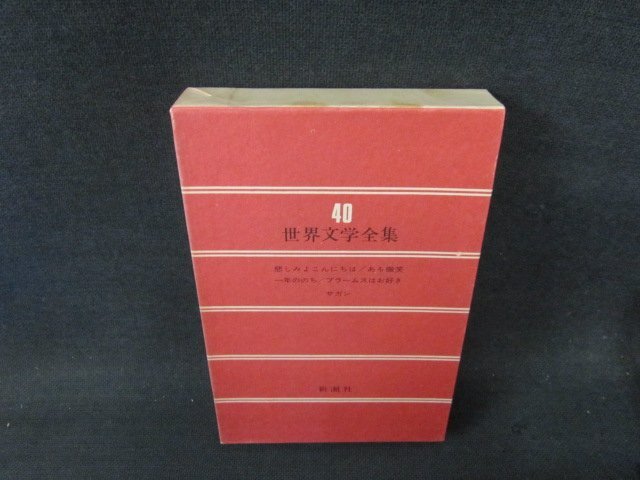 40
世界文学全集
悲しみよこんにちは／ある微笑
一年ののち／ブラームスはお好き
サガン
新潮社